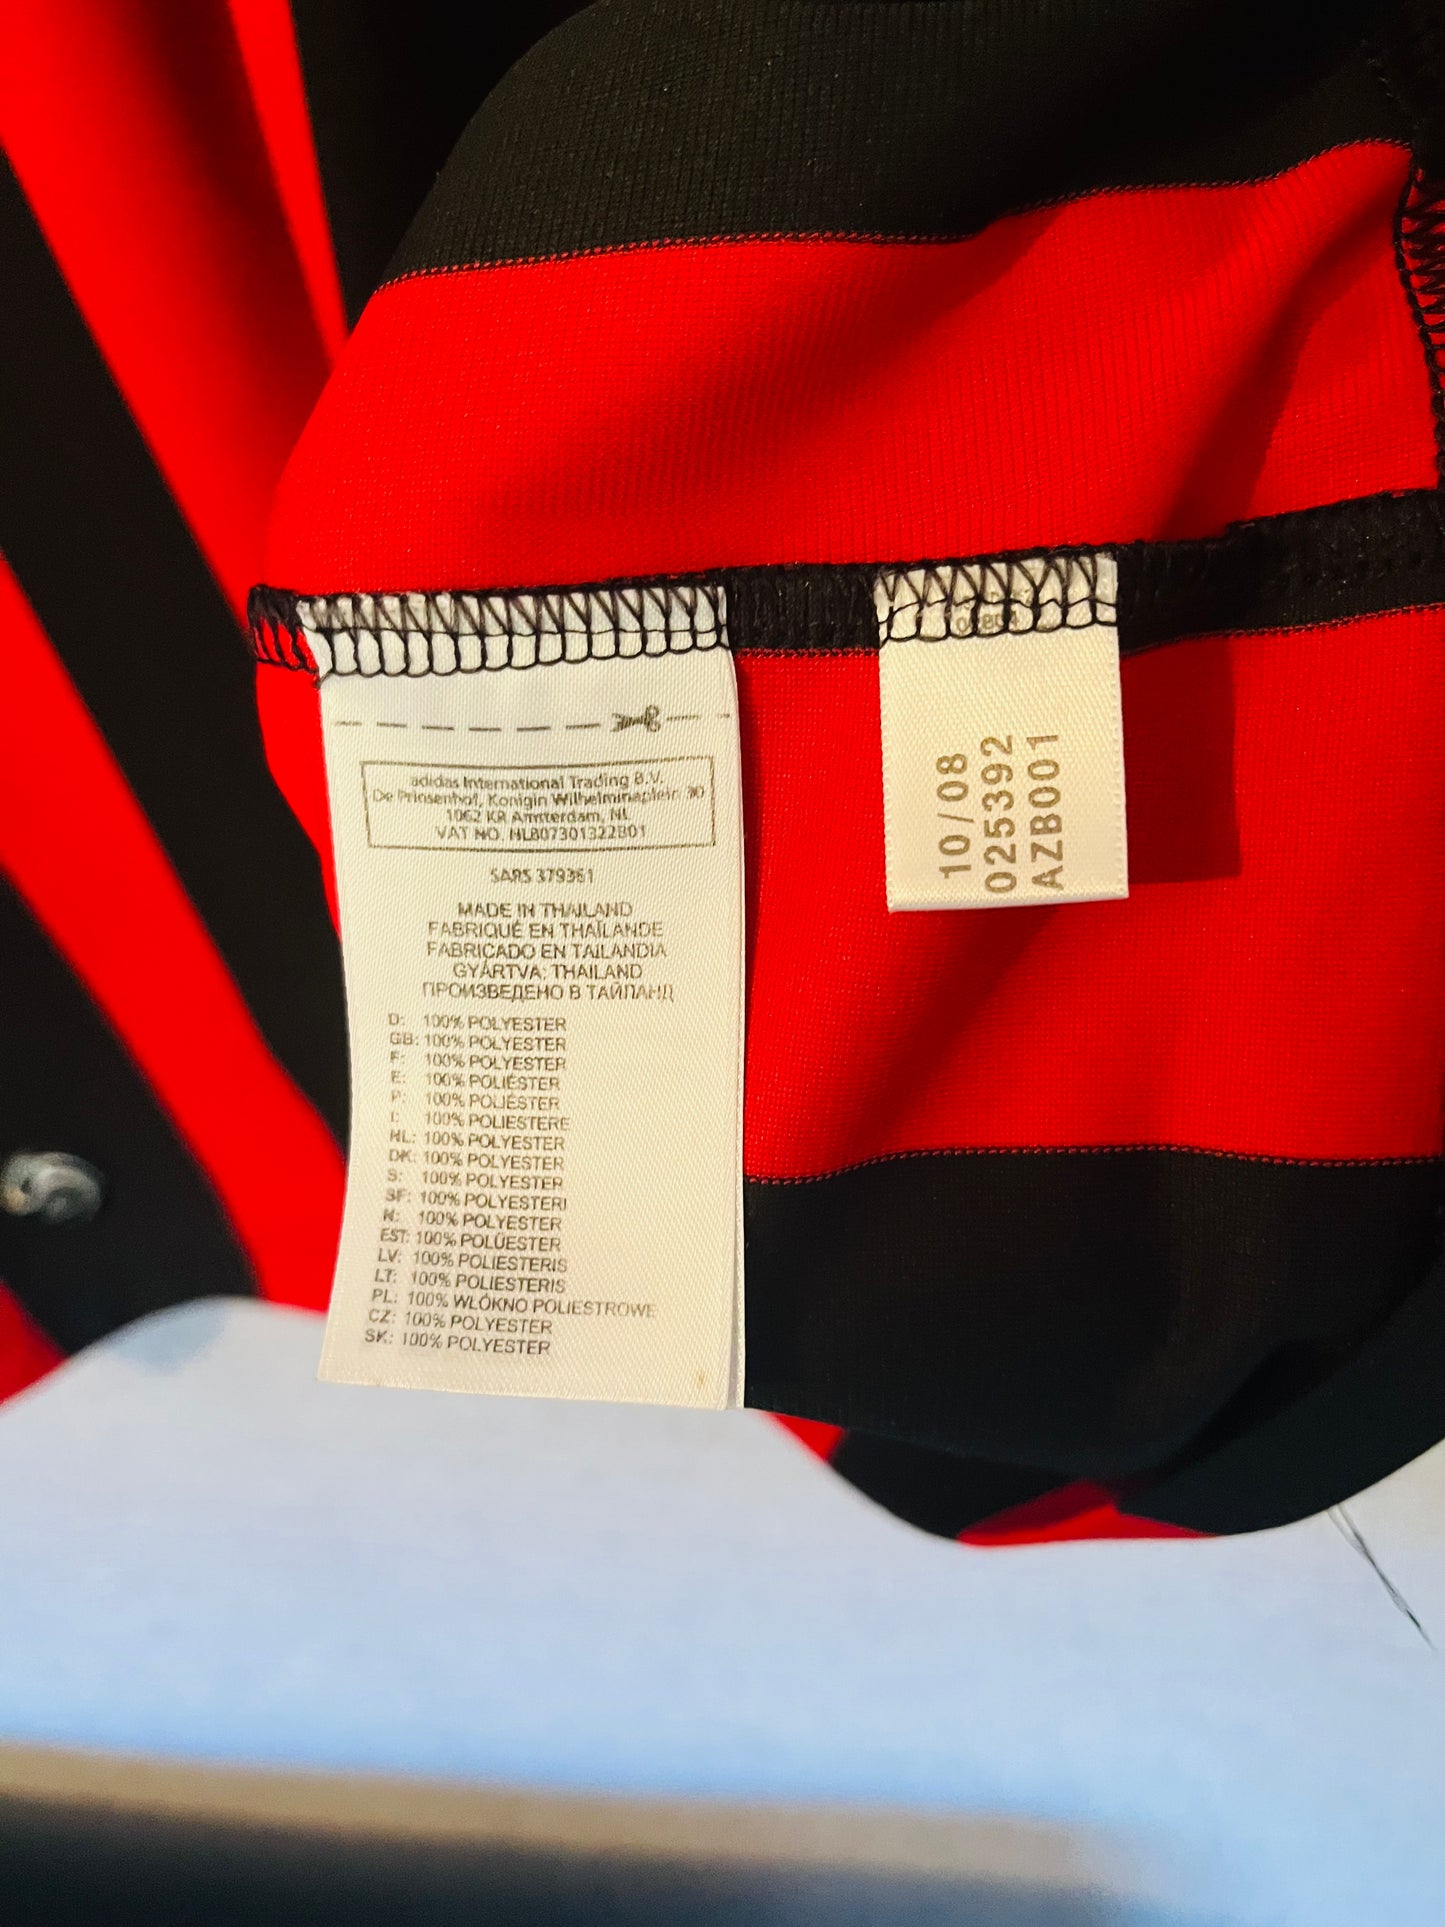 adidas International Trading B.V.
De Prinsenhof, Konigin Wilhelminaplein 30
1062 KR Amsterdam, NL
VAT NO. NL807301322B01
SARS 379361
MADE IN THAILAND
FABRIQUÉ EN THAÏLANDE
FABRICADO EN TAILANDIA
GYÁRTVA: THAILAND
ПРОИЗВЕДЕНО В ТАЙЛАНД
D: 100% POLYESTER
GB: 100% POLYESTER
F: 100% POLYESTER
E: 100% POLIÉSTER
P: 100% POLIÉSTER
I: 100% POLIESTERE
NL: 100% POLYESTER
DK: 100% POLYESTER
S: 100% POLYESTER
SF: 100% POLYESTERI
H: 100% POLYESTER
EST: 100% POLÜESTER
LV: 100% POLIESTERIS
LT: 100% POLIESTERIS
PL: 100% WŁÓKNO POLIESTROWE
CZ: 100% POLYESTER
SK: 100% POLYESTER
10/08
025392
AZB001